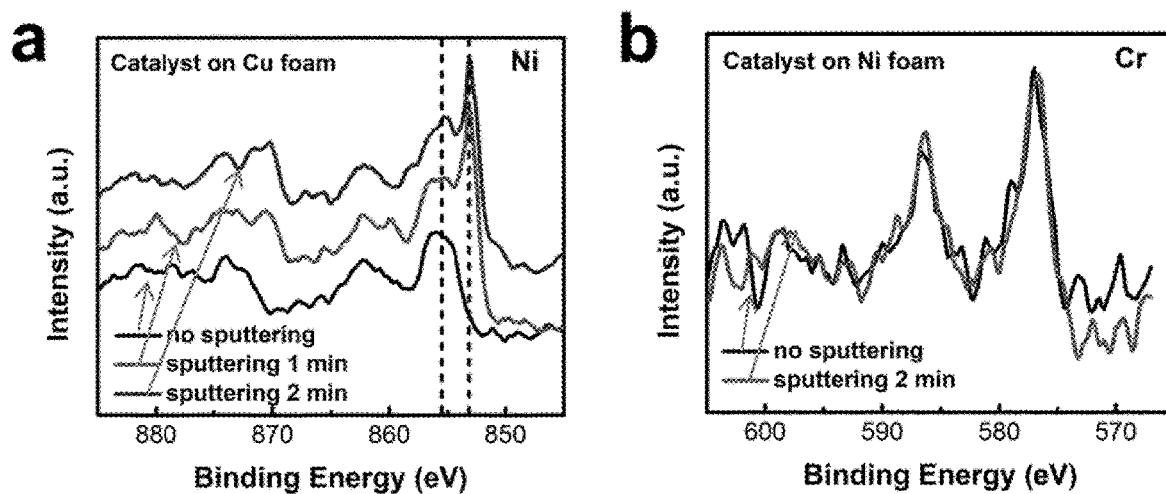 a
Catalyst on Cu foam
Ni
no sputtering
sputtering 1 min
sputtering 2 min
Intensity (a.u.)
880 870 860 850
Binding Energy (eV)
b
Catalyst on Ni foam
Cr
no sputtering
sputtering 2 min
Intensity (a.u.)
600 590 580 570
Binding Energy (eV)